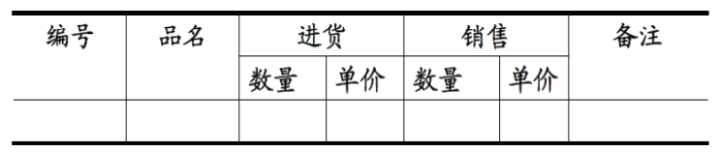 编号 品名 进货 销售 备注
数量 单价 数量 单价